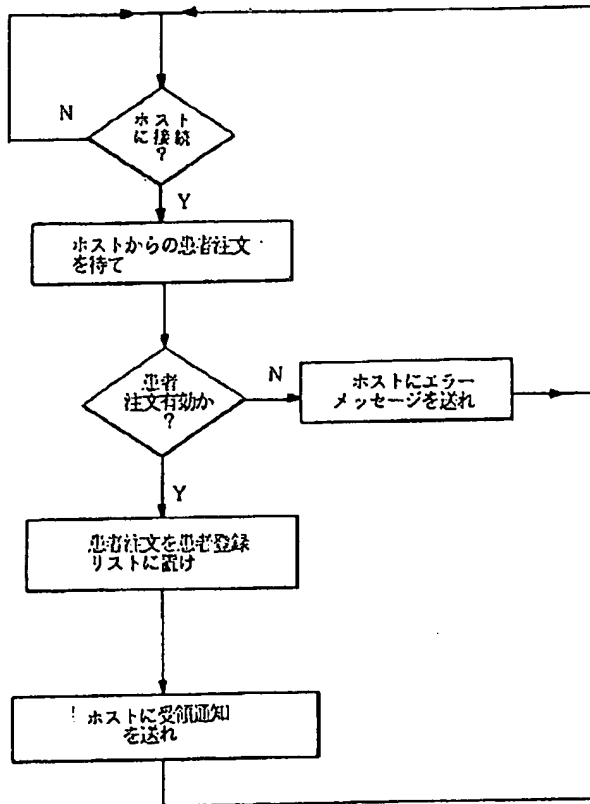 N
ホスト
に接続
?
Y
ホストからの患者注文
を待て
患者
注文有効か
?
N
ホストにエラー
メッセージを送れ
Y
患者注文を患者登録
リストに置け
ホストに受領通知
を送れ